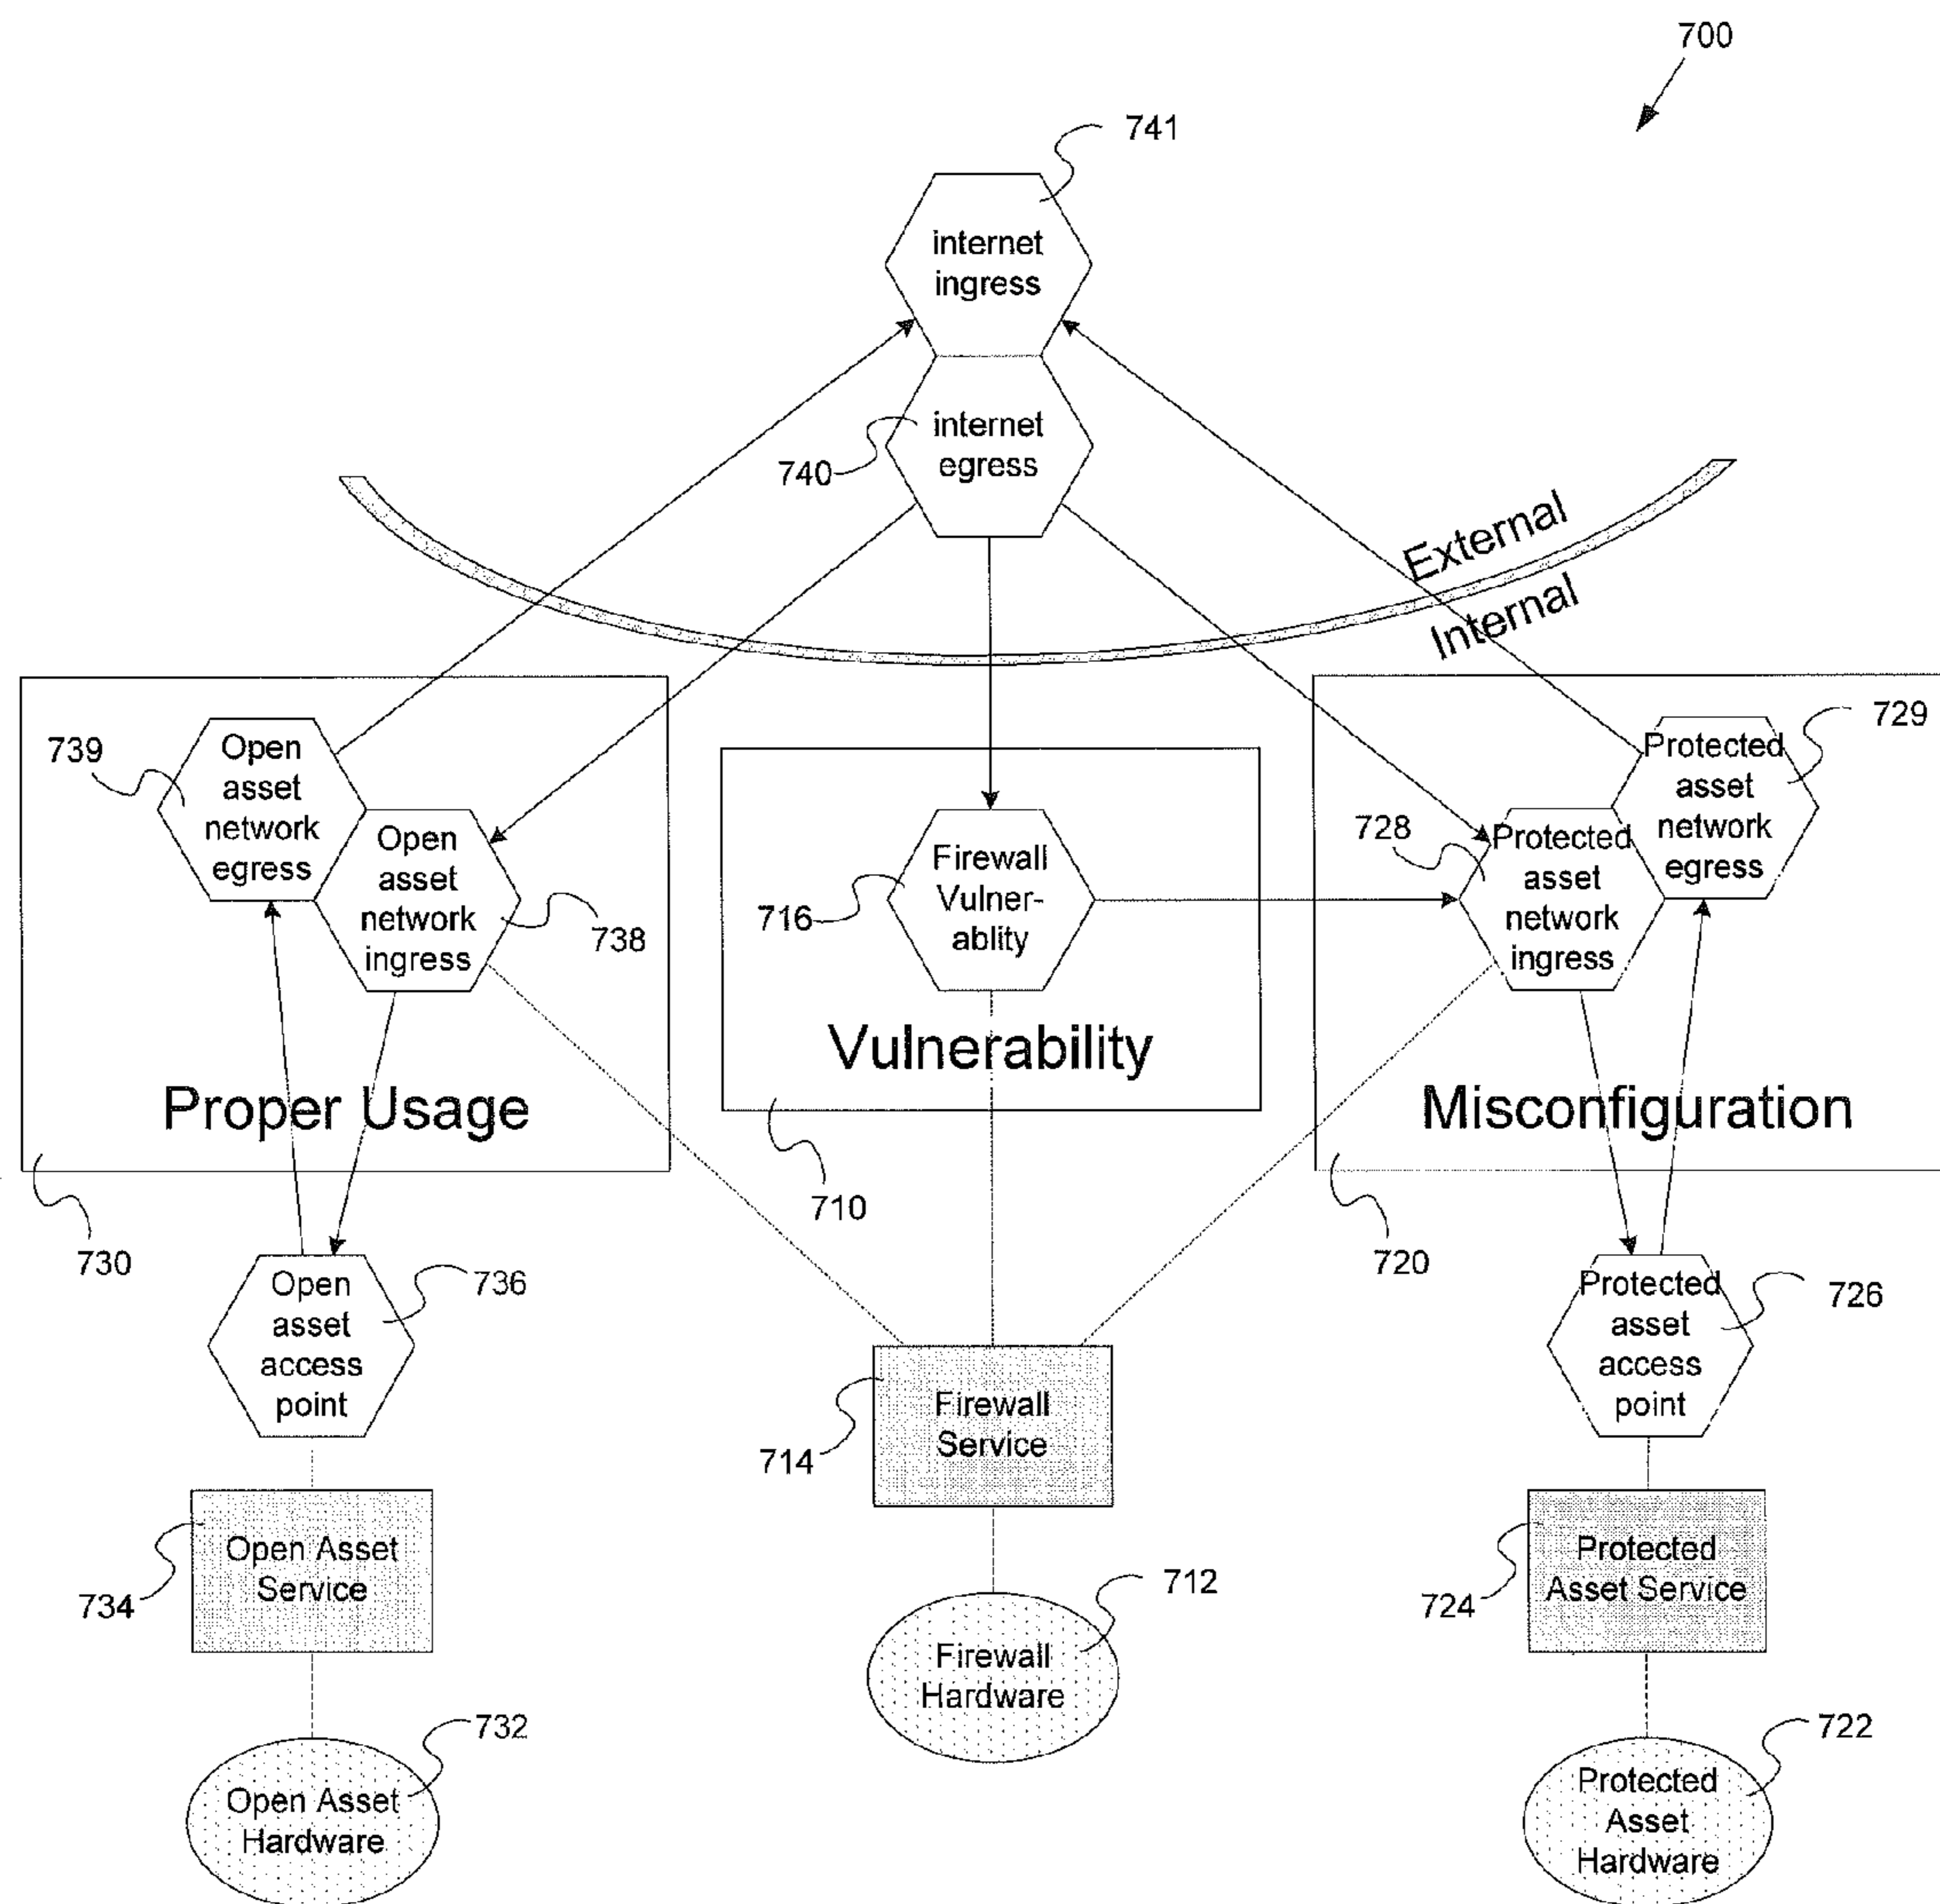 700
741
internet
ingress
internet
egress
740
External
Internal
739
Open
asset
network
egress
Open
asset
network
ingress
738
Proper Usage
730
716
Firewall
Vulner-
ablity
Vulnerability
710
729
Protected
asset
network
egress
728
Protected
asset
network
ingress
Misconfiguration
720
Open
asset
access
point
736
Protected
asset
access
point
726
714
Firewall
Service
734
Open Asset
Service
724
Protected
Asset Service
712
Firewall
Hardware
732
Open Asset
Hardware
722
Protected
Asset
Hardware